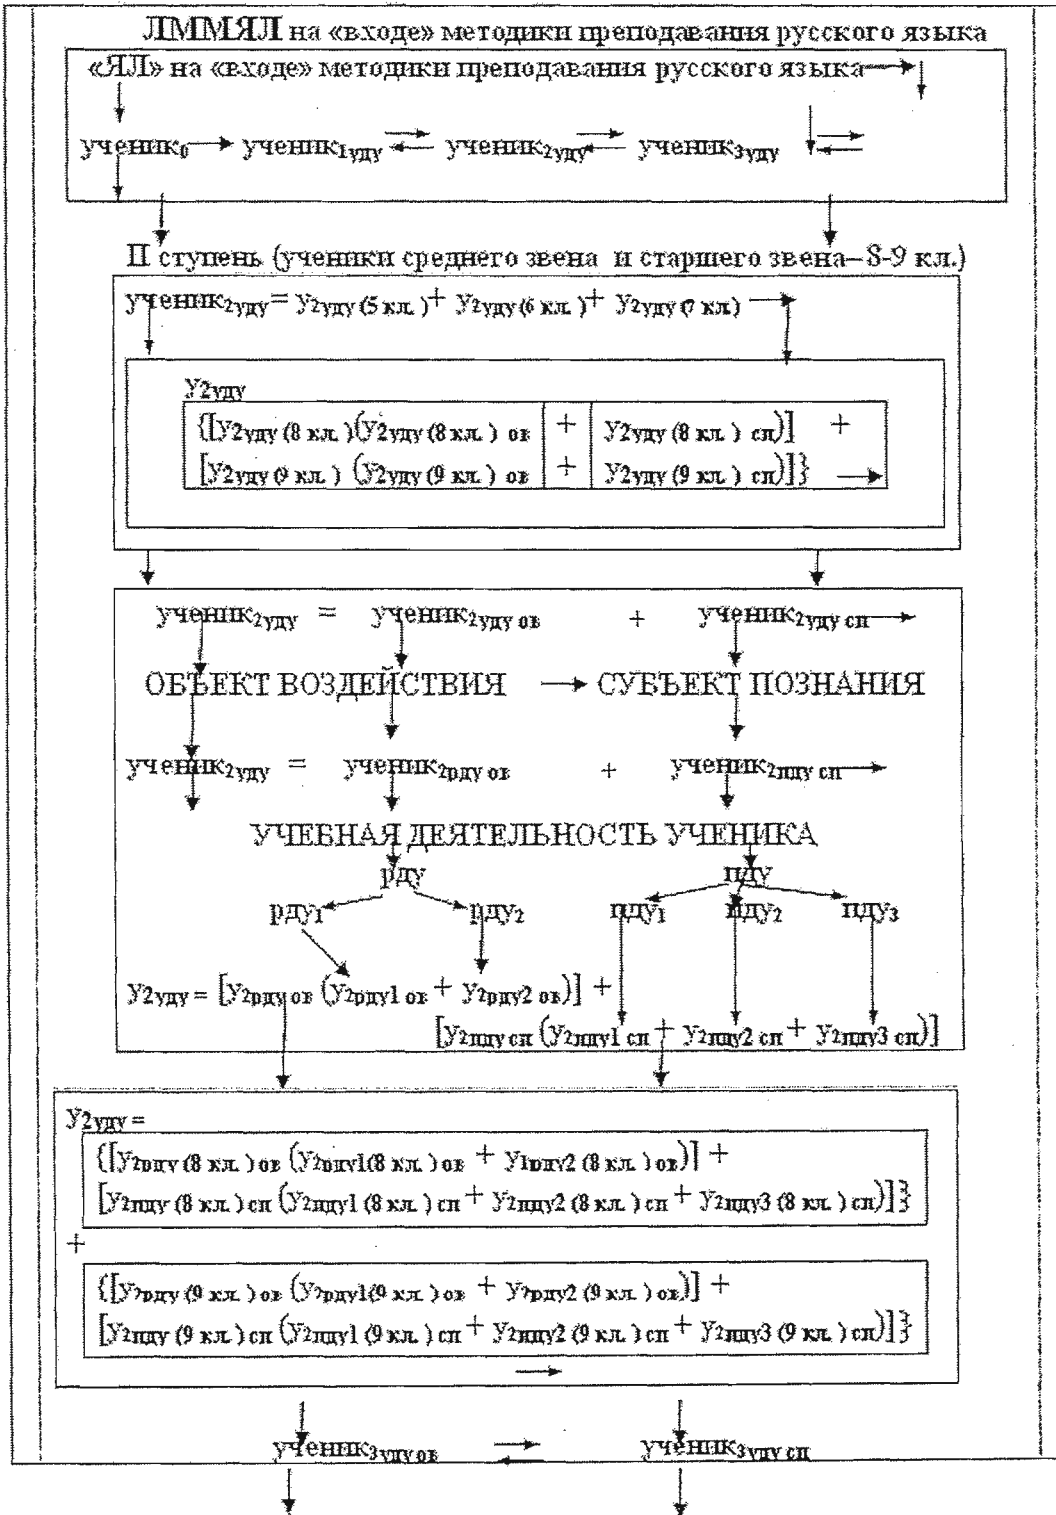 ЛММЯЛ на «входе» методики преподавания русского языка
«ЯЛ» на «входе» методики преподавания русского языка →
ученик0 → ученик1уду ⇄ ученик2уду ⇄ ученик3уду ⇄
II ступень (ученики среднего звена и старшего звена– 8-9 кл.)
ученик2уду = У2уду (5 кл.) + У2уду (6 кл.) + У2уду (7 кл) →
У2уду
{[У2уду (8 кл.) (У2уду (8 кл.) ов + У2уду (8 кл.) сп)] +
[У2уду (9 кл.) (У2уду (9 кл.) ов + У2уду (9 кл.) сп)]} →
ученик2уду = ученик2уду ов + ученик2уду сп →
ОБЪЕКТ ВОЗДЕЙСТВИЯ → СУБЪЕКТ ПОЗНАНИЯ
ученик2уду = ученик2рду ов + ученик2пду сп →
УЧЕБНАЯ ДЕЯТЕЛЬНОСТЬ УЧЕНИКА
рду пду
рду1 рду2 пду1 пду2 пду3
У2уду = [У2рду ов (У2рду1 ов + У2рду2 ов)] +
[У2пду сп (У2пду1 сп + У2пду2 сп + У2пду3 сп)]
У2уду =
{[У2рду (8 кл.) ов (У2рду1(8 кл.) ов + У1рду2 (8 кл.) ов)] +
[У2пду (8 кл.) сп (У2пду1 (8 кл.) сп + У2пду2 (8 кл.) сп + У2пду3 (8 кл.) сп)]}
+
{[У2рду (9 кл.) ов (У2рду1(9 кл.) ов + У2рду2 (9 кл.) ов)] +
[У2пду (9 кл.) сп (У2пду1 (9 кл.) сп + У2пду2 (9 кл.) сп + У2пду3 (9 кл.) сп)]}
→
ученик3уду ов ⇄ ученик3уду сп